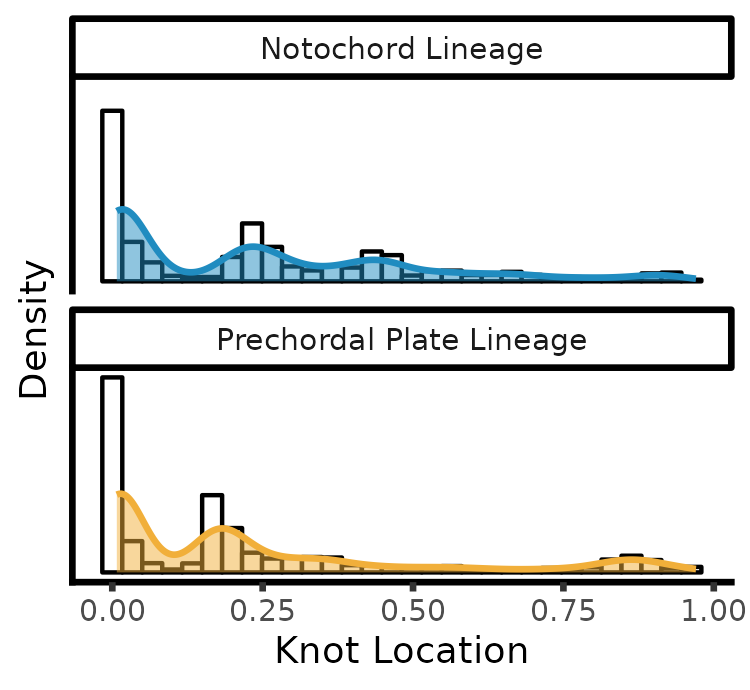 Notochord Lineage
Density
Prechordal Plate Lineage
0.00 0.25 0.50 0.75 1.00
Knot Location